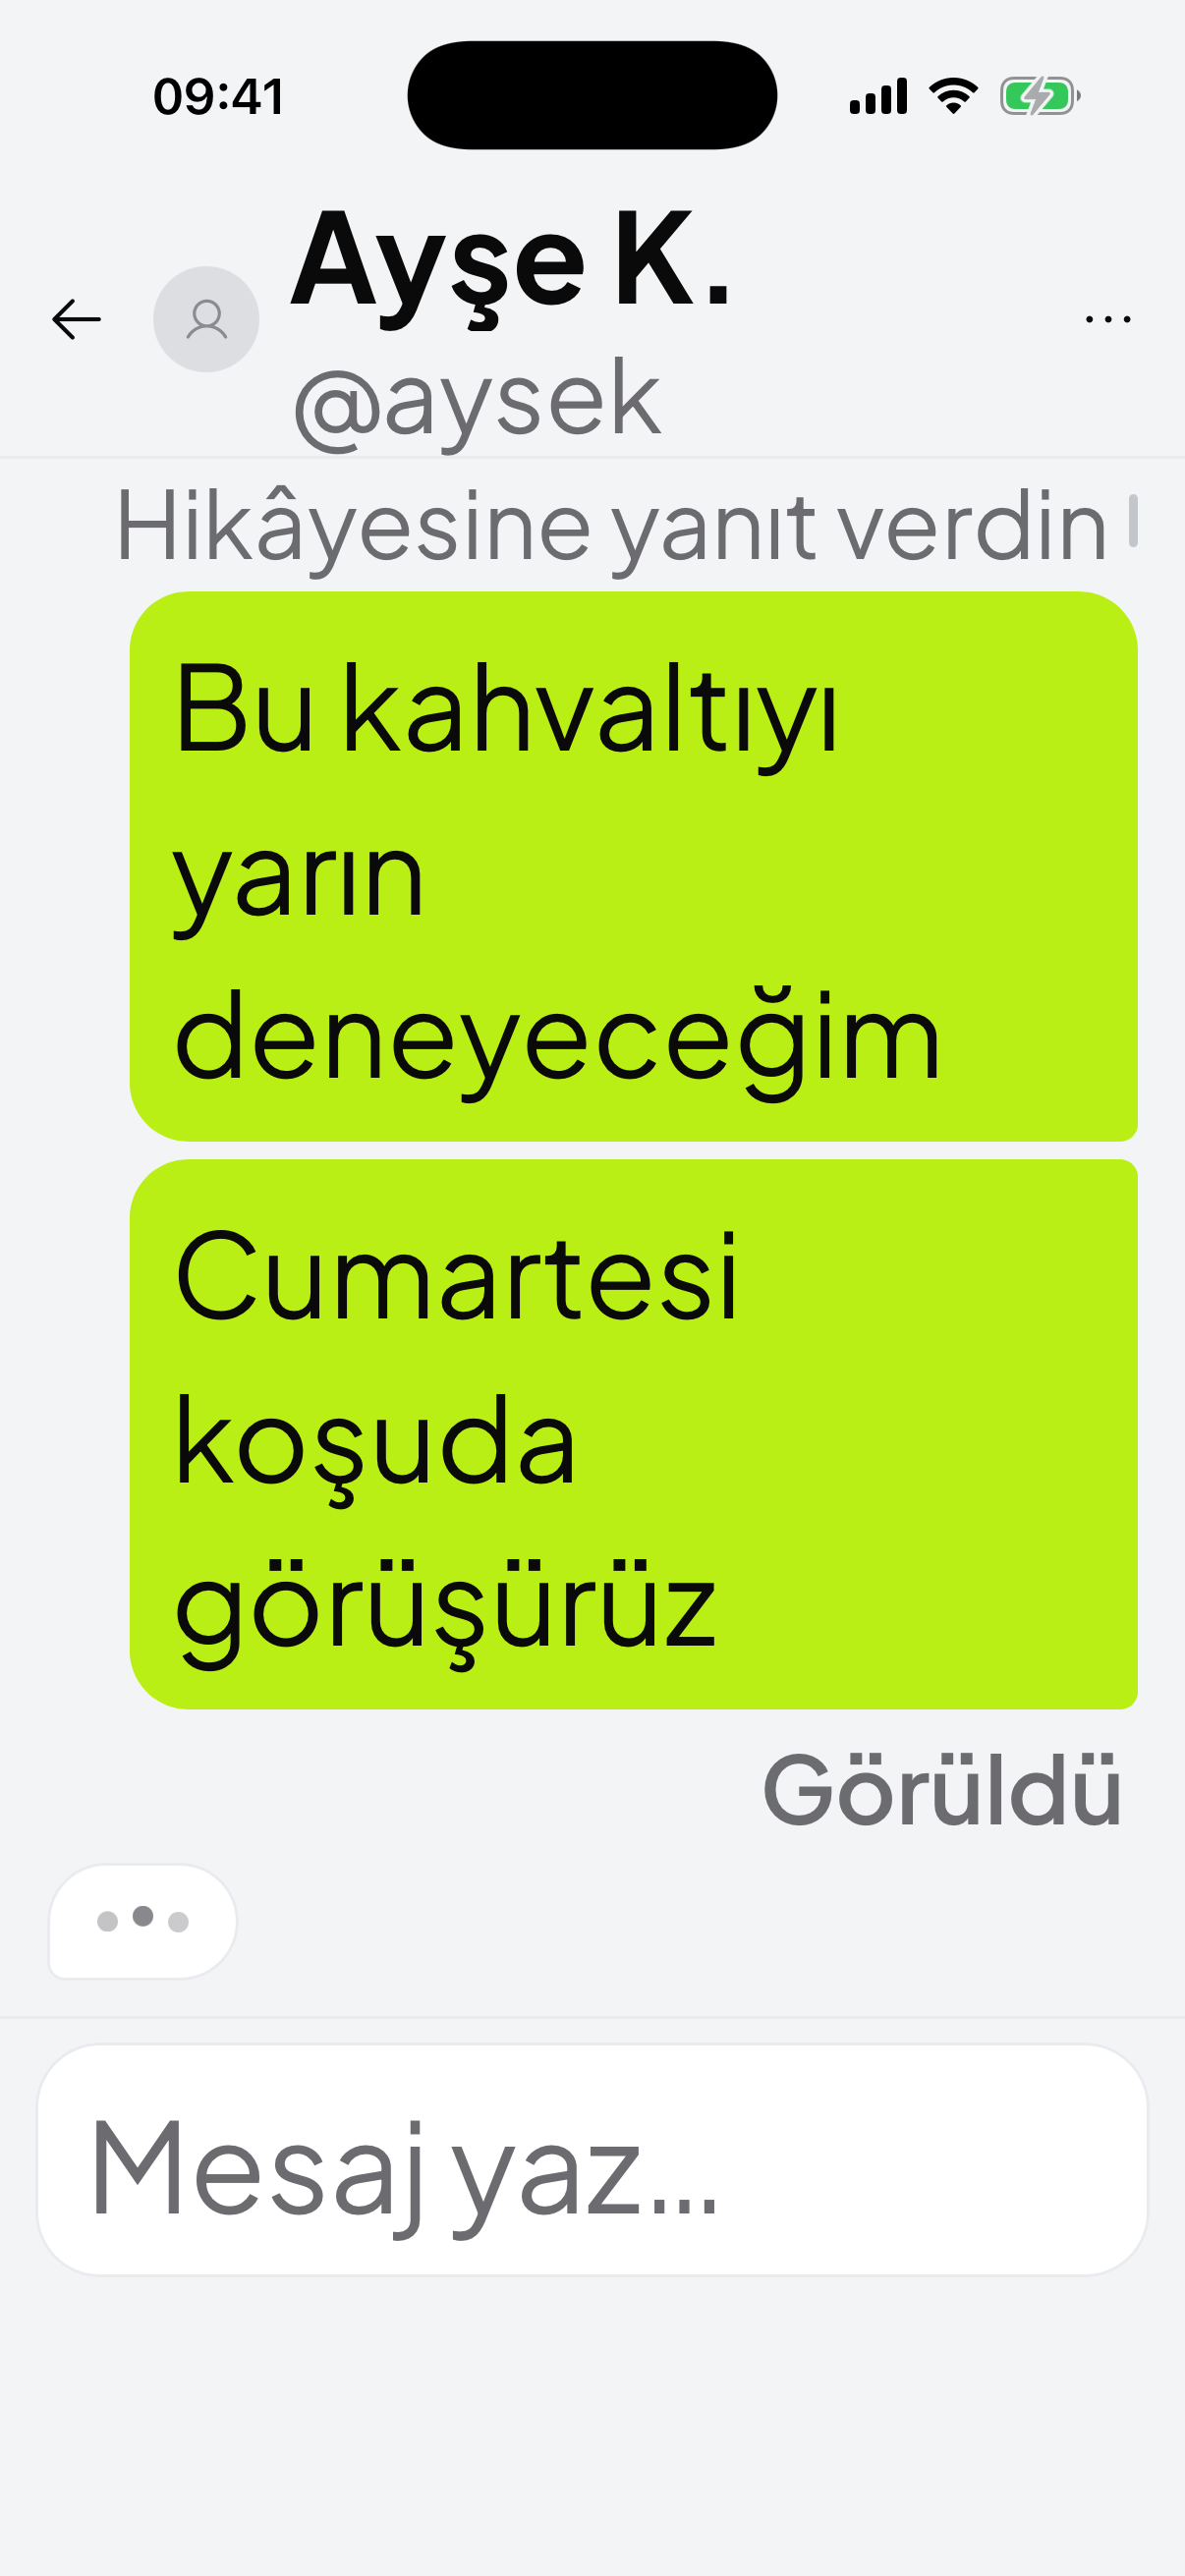 09:41
Ayşe K.
@aysek
Hikâyesine yanıt verdin
Bu kahvaltıyı
yarın
deneyeceğim
Cumartesi
koşuda
görüşürüz
Görüldü
Mesaj yaz...